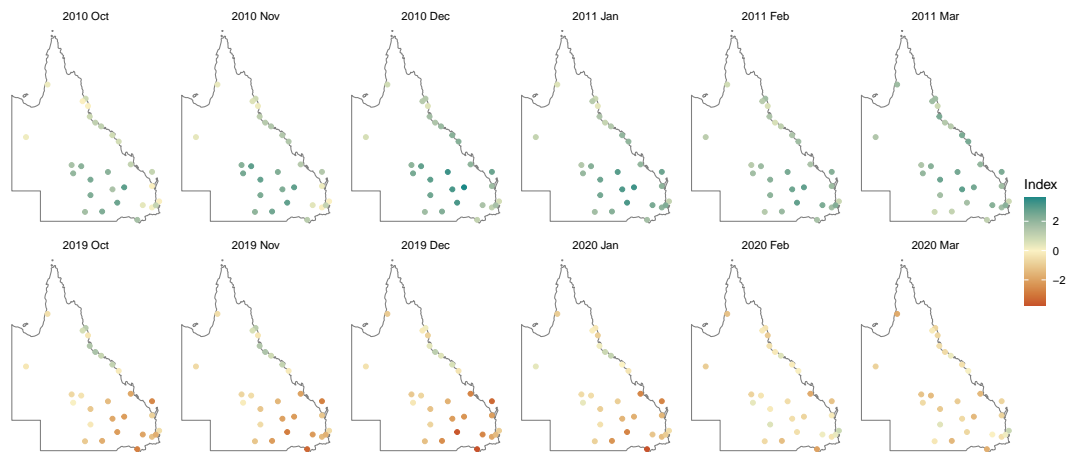 2010 Oct 2010 Nov 2010 Dec 2011 Jan 2011 Feb 2011 Mar
Index
2
0
−2
2019 Oct 2019 Nov 2019 Dec 2020 Jan 2020 Feb 2020 Mar